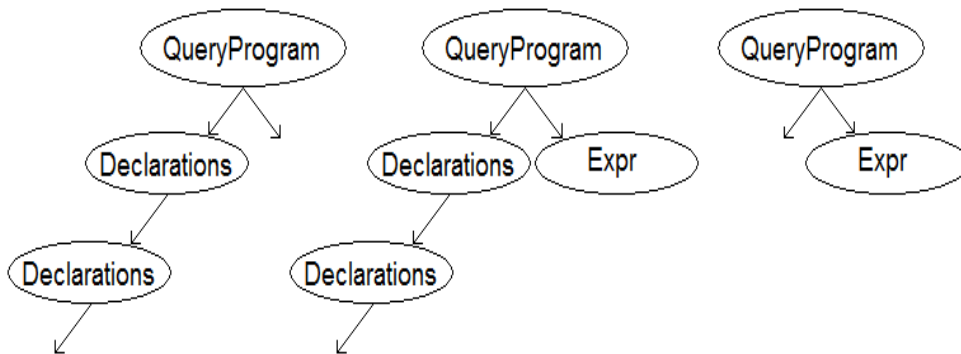 QueryProgram
QueryProgram
QueryProgram
Declarations
Declarations
Expr
Expr
Declarations
Declarations